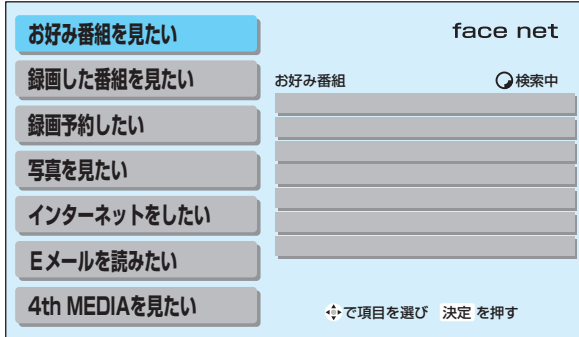 face net
お好み番組を見たい
録画した番組を見たい
録画予約したい
写真を見たい
インターネットをしたい
Eメールを読みたい
4th MEDIAを見たい
お好み番組 検索中
で項目を選び 決定 を押す